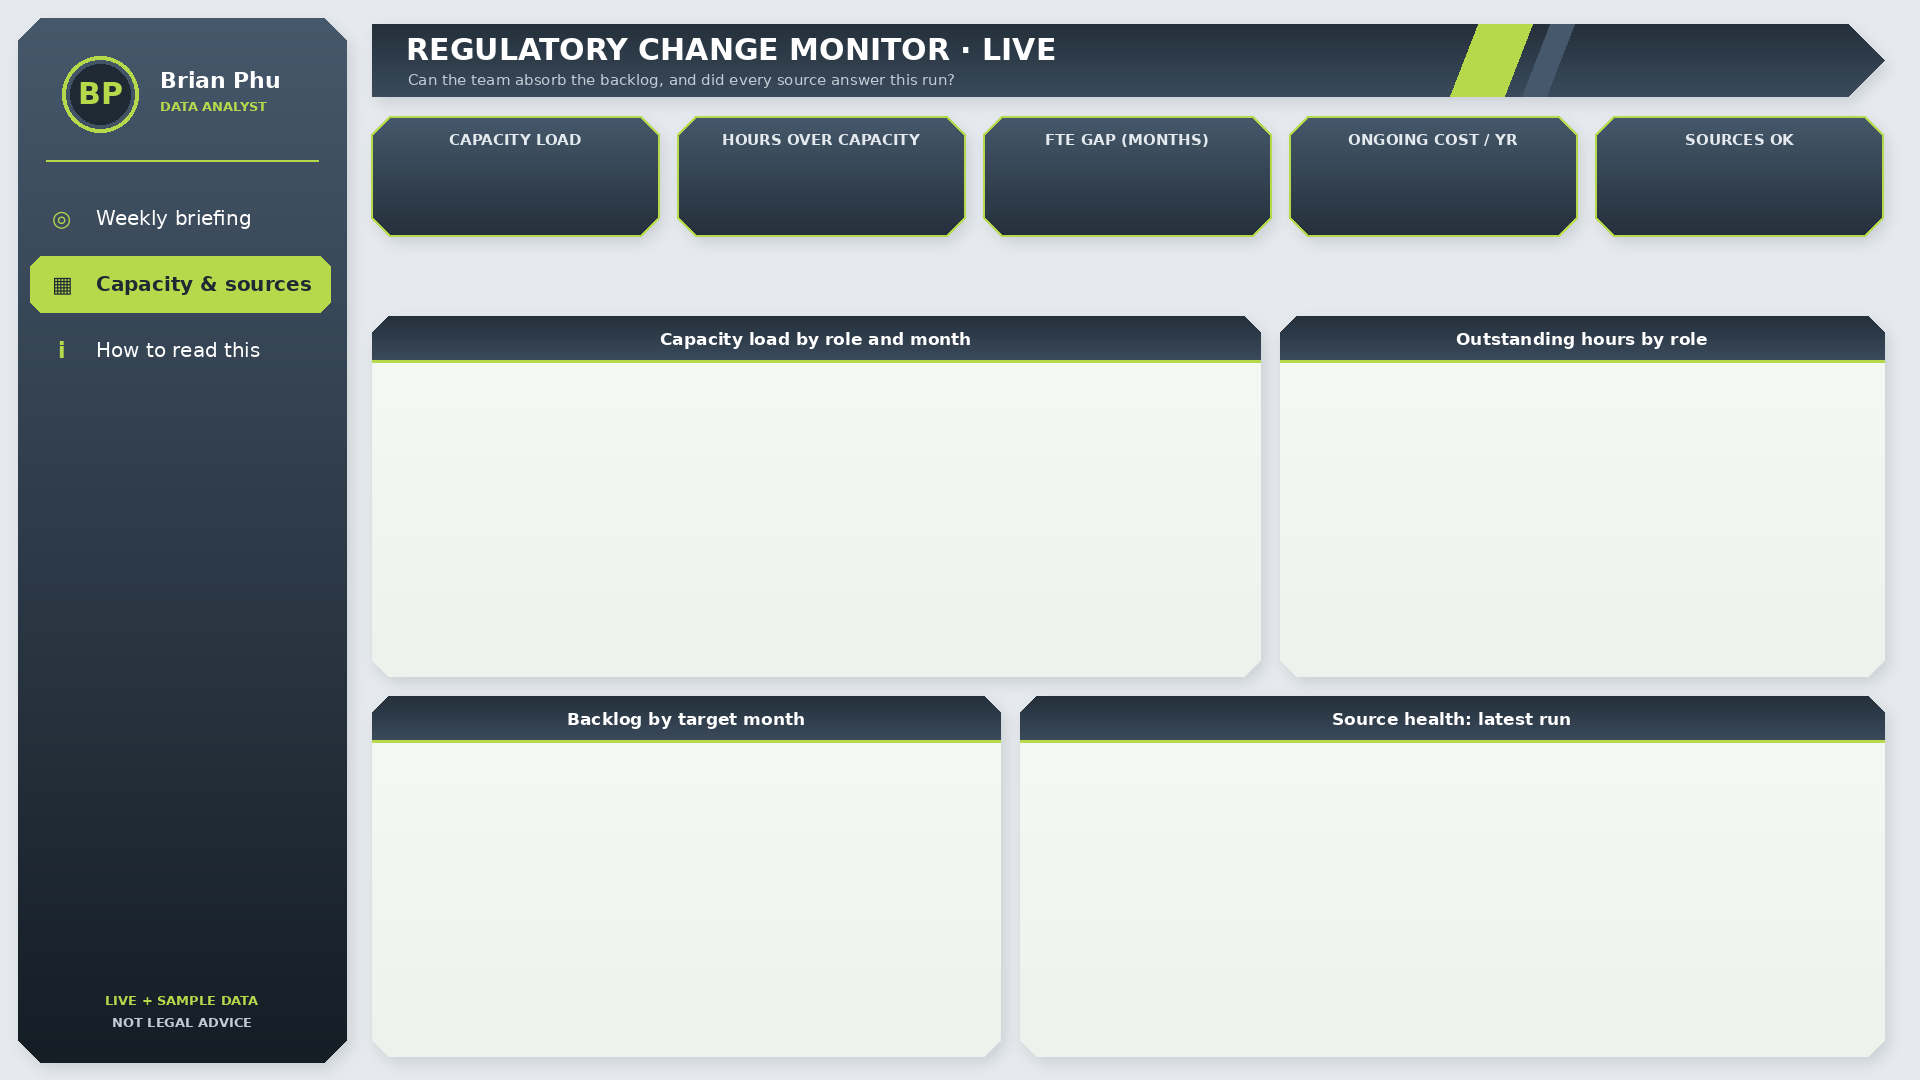 BP
Brian Phu
DATA ANALYST
◎ Weekly briefing
▦ Capacity & sources
i How to read this
LIVE + SAMPLE DATA
NOT LEGAL ADVICE
REGULATORY CHANGE MONITOR · LIVE
Can the team absorb the backlog, and did every source answer this run?
CAPACITY LOAD
HOURS OVER CAPACITY
FTE GAP (MONTHS)
ONGOING COST / YR
SOURCES OK
Capacity load by role and month
Outstanding hours by role
Backlog by target month
Source health: latest run